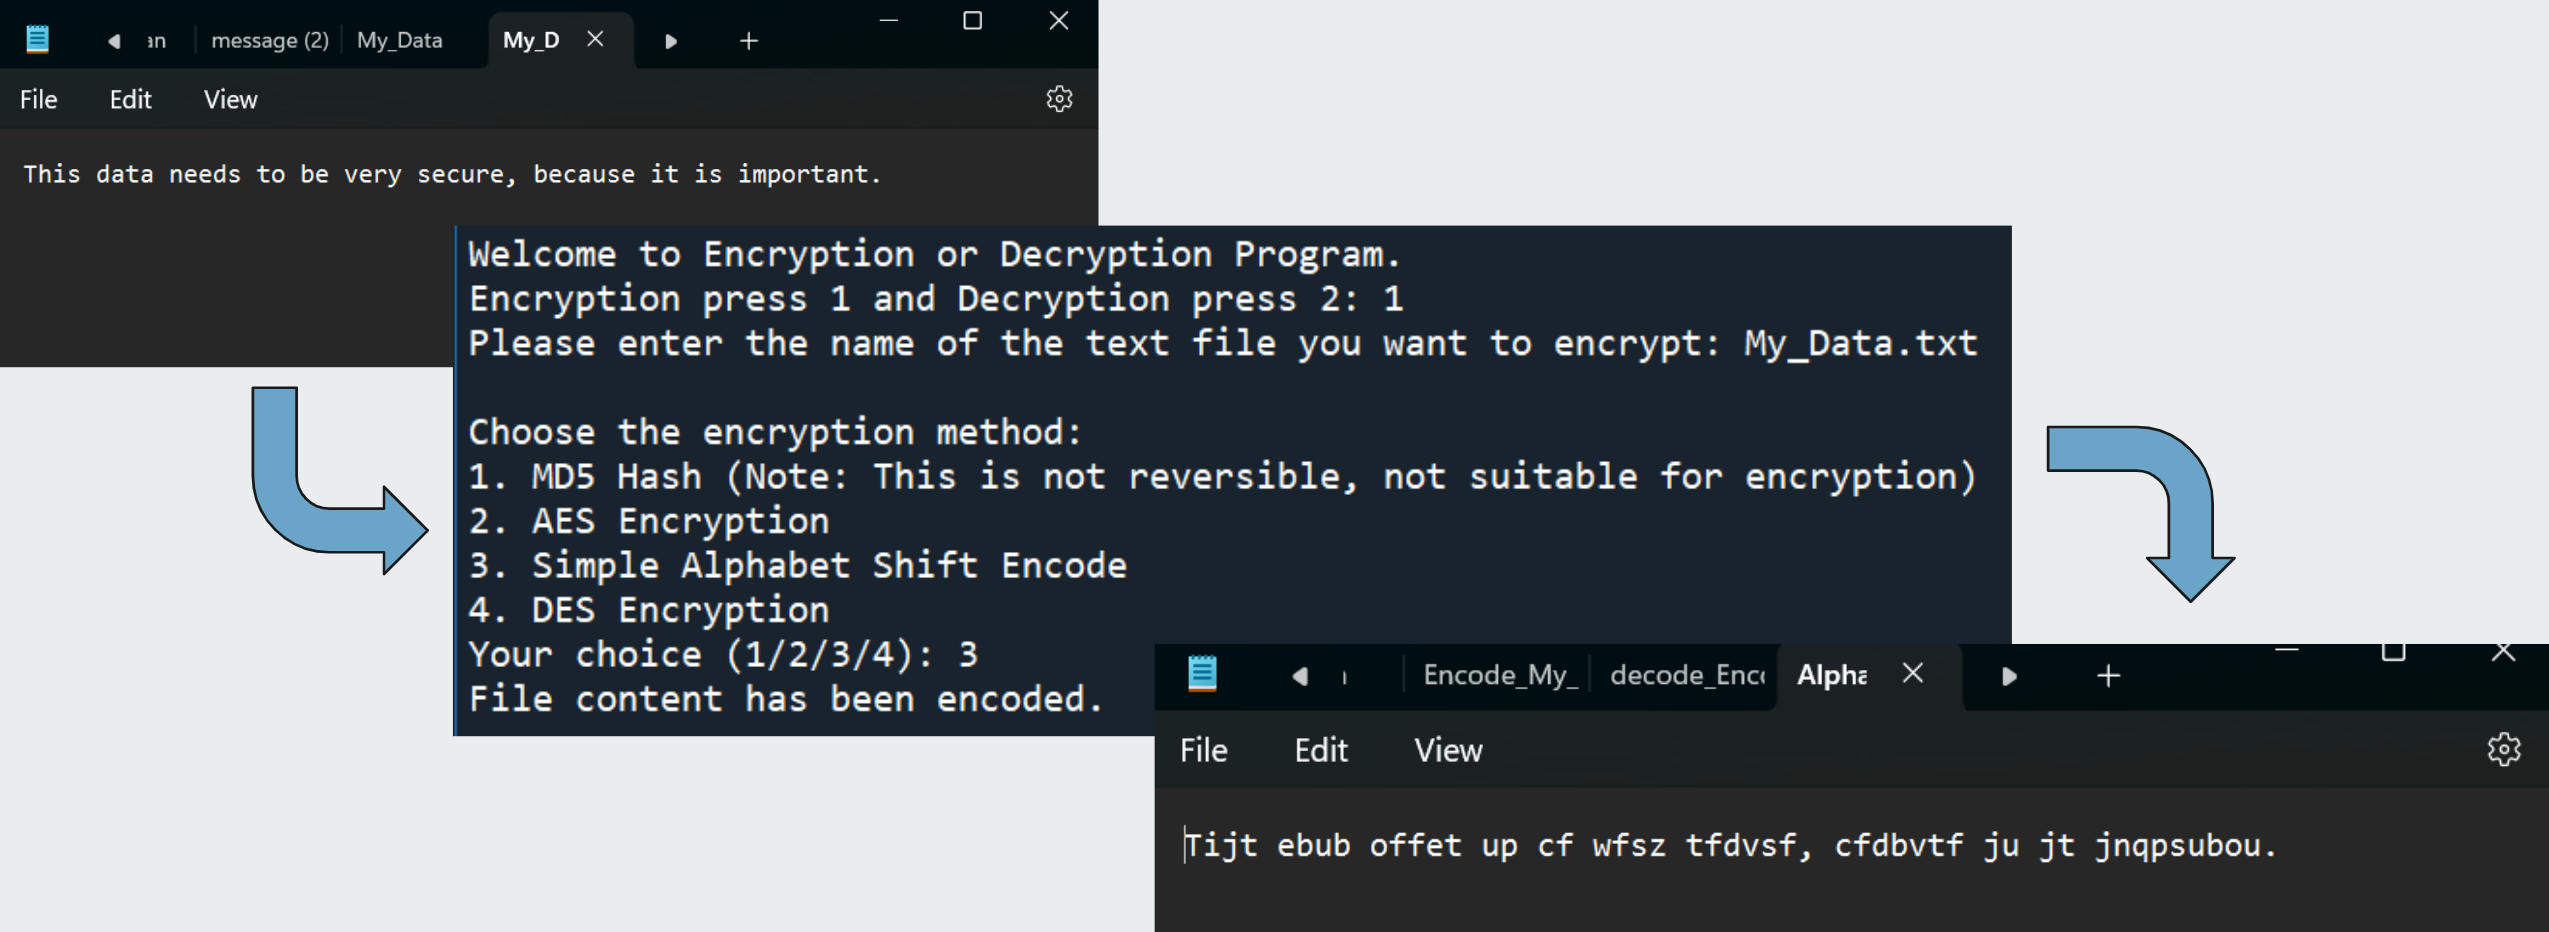 an message (2) My_Data My_D
File Edit View
This data needs to be very secure, because it is important.
Welcome to Encryption or Decryption Program.
Encryption press 1 and Decryption press 2: 1
Please enter the name of the text file you want to encrypt: My_Data.txt
Choose the encryption method:
1. MD5 Hash (Note: This is not reversible, not suitable for encryption)
2. AES Encryption
3. Simple Alphabet Shift Encode
4. DES Encryption
Your choice (1/2/3/4): 3
File content has been encoded.
Encode_My_ decode_Enc Alpha
File Edit View
Tijt ebub offet up cf wfsz tfdvsf, cfdbvtf ju jt jnqpsubou.